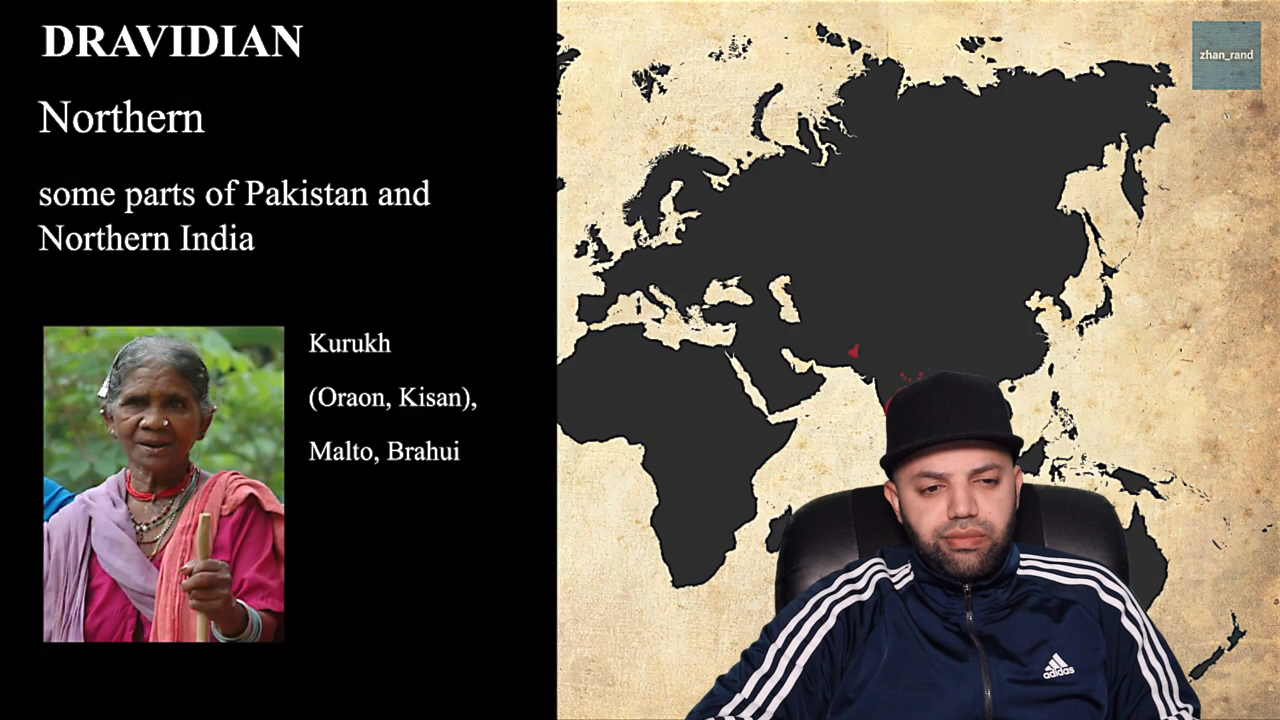 DRAVIDIAN
Northern
some parts of Pakistan and
Northern India
Kurukh
(Oraon, Kisan),
Malto, Brahui
zhan_rand
adidas